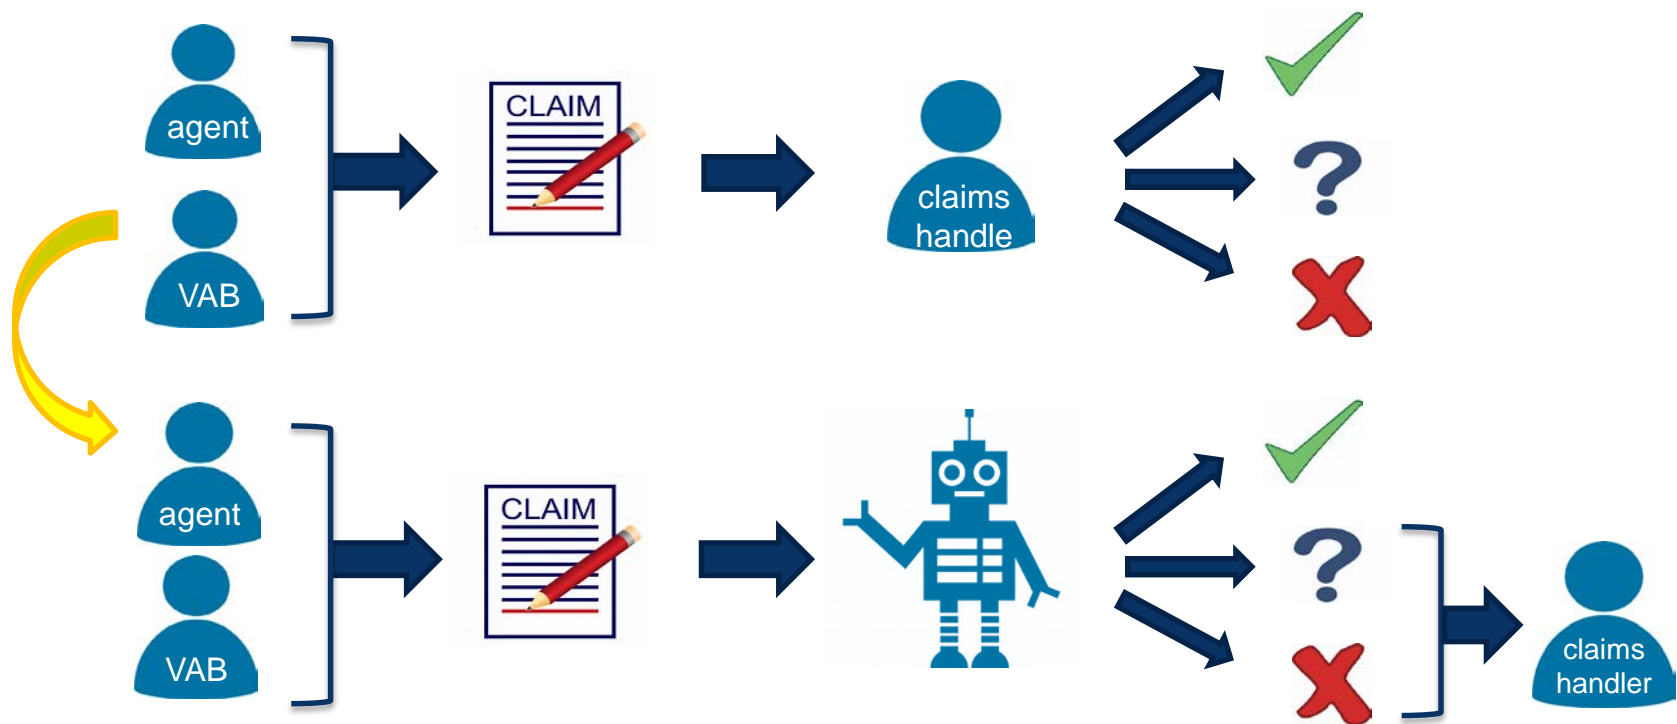 agent
CLAIM
claims
handle
VAB
agent
CLAIM
VAB
claims
handler